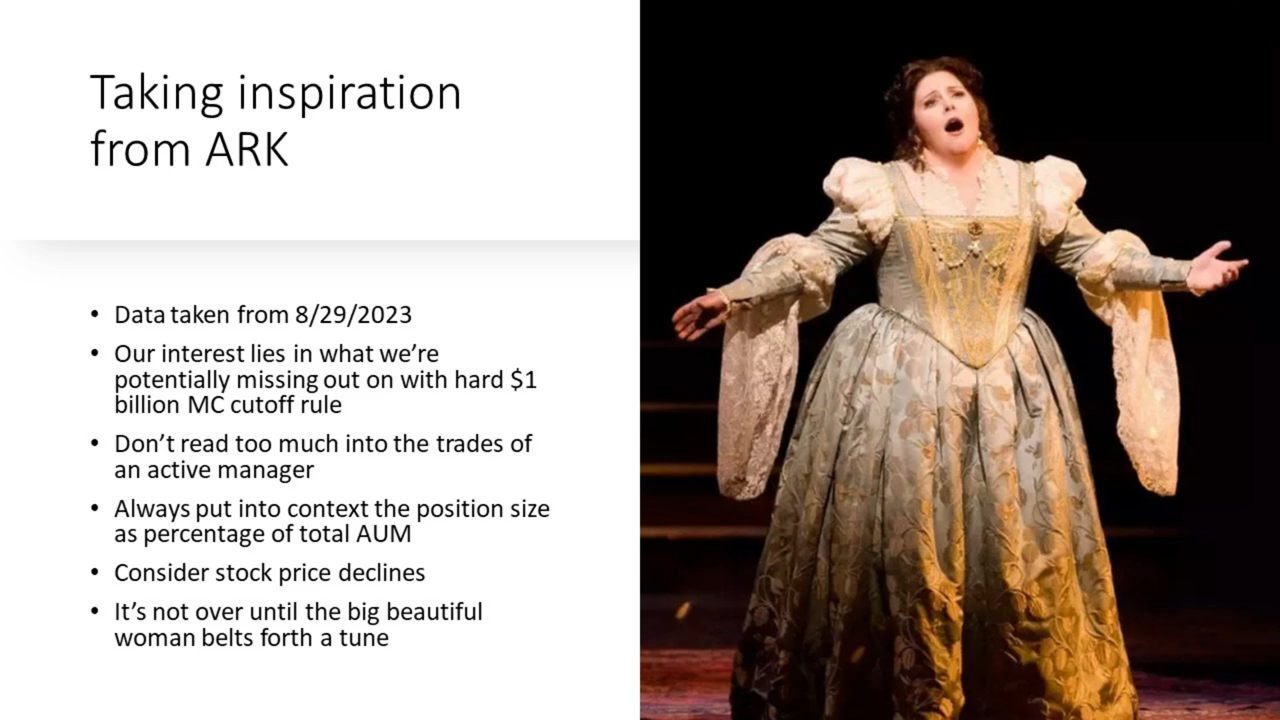 Taking inspiration
from ARK
• Data taken from 8/29/2023
• Our interest lies in what we’re
potentially missing out on with hard $1
billion MC cutoff rule
• Don’t read too much into the trades of
an active manager
• Always put into context the position size
as percentage of total AUM
• Consider stock price declines
• It’s not over until the big beautiful
woman belts forth a tune